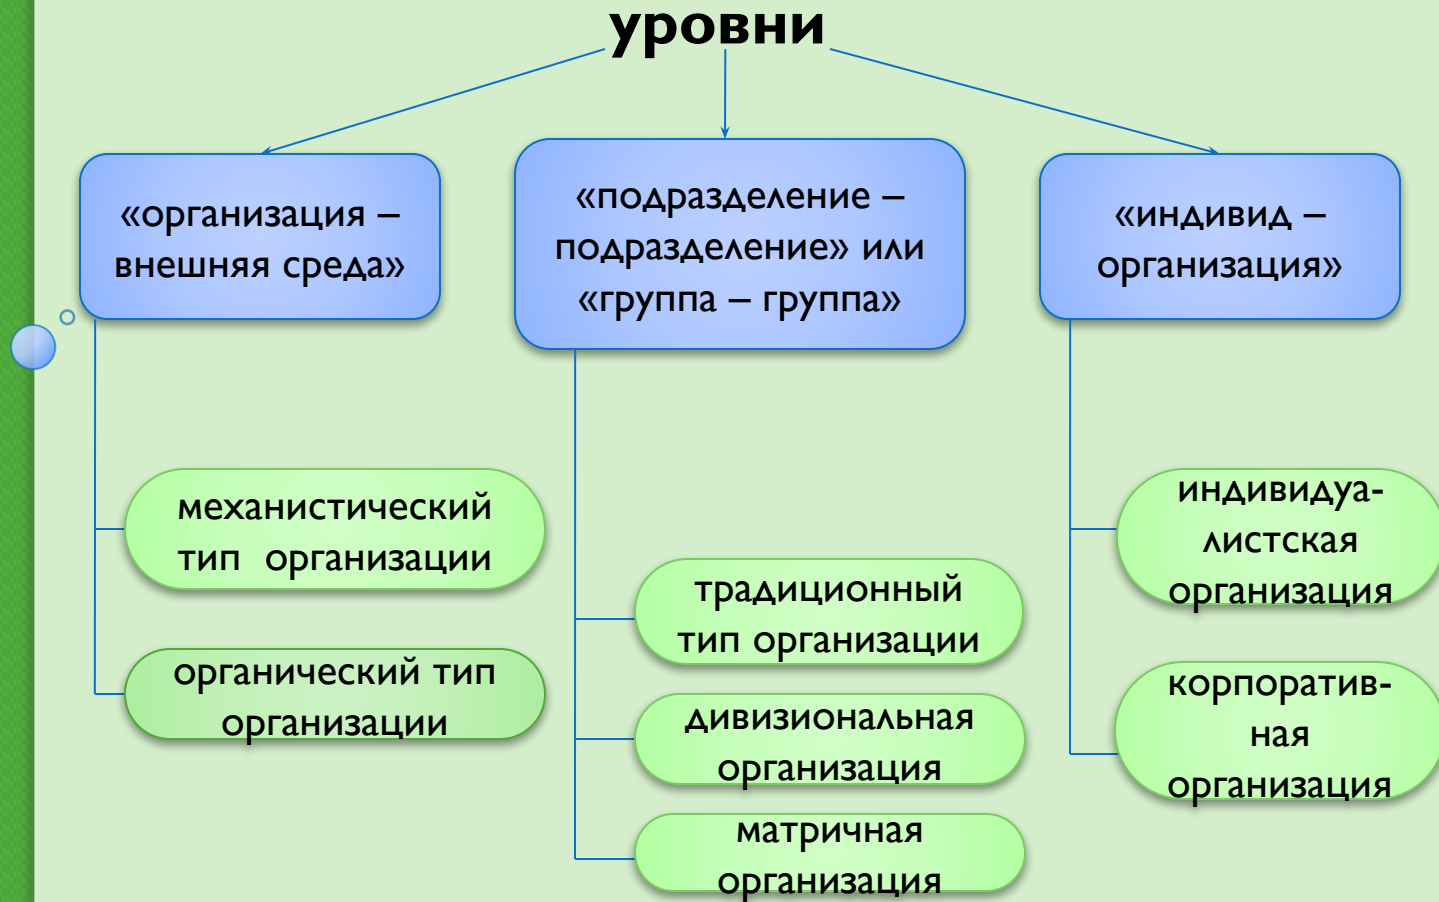 уровни
«организация –
внешняя среда»
«подразделение –
подразделение» или
«группа – группа»
«индивид –
организация»
механистический
тип организации
органический тип
организации
традиционный
тип организации
дивизиональная
организация
матричная
организация
индивидуа-
листская
организация
корпоратив-
ная
организация